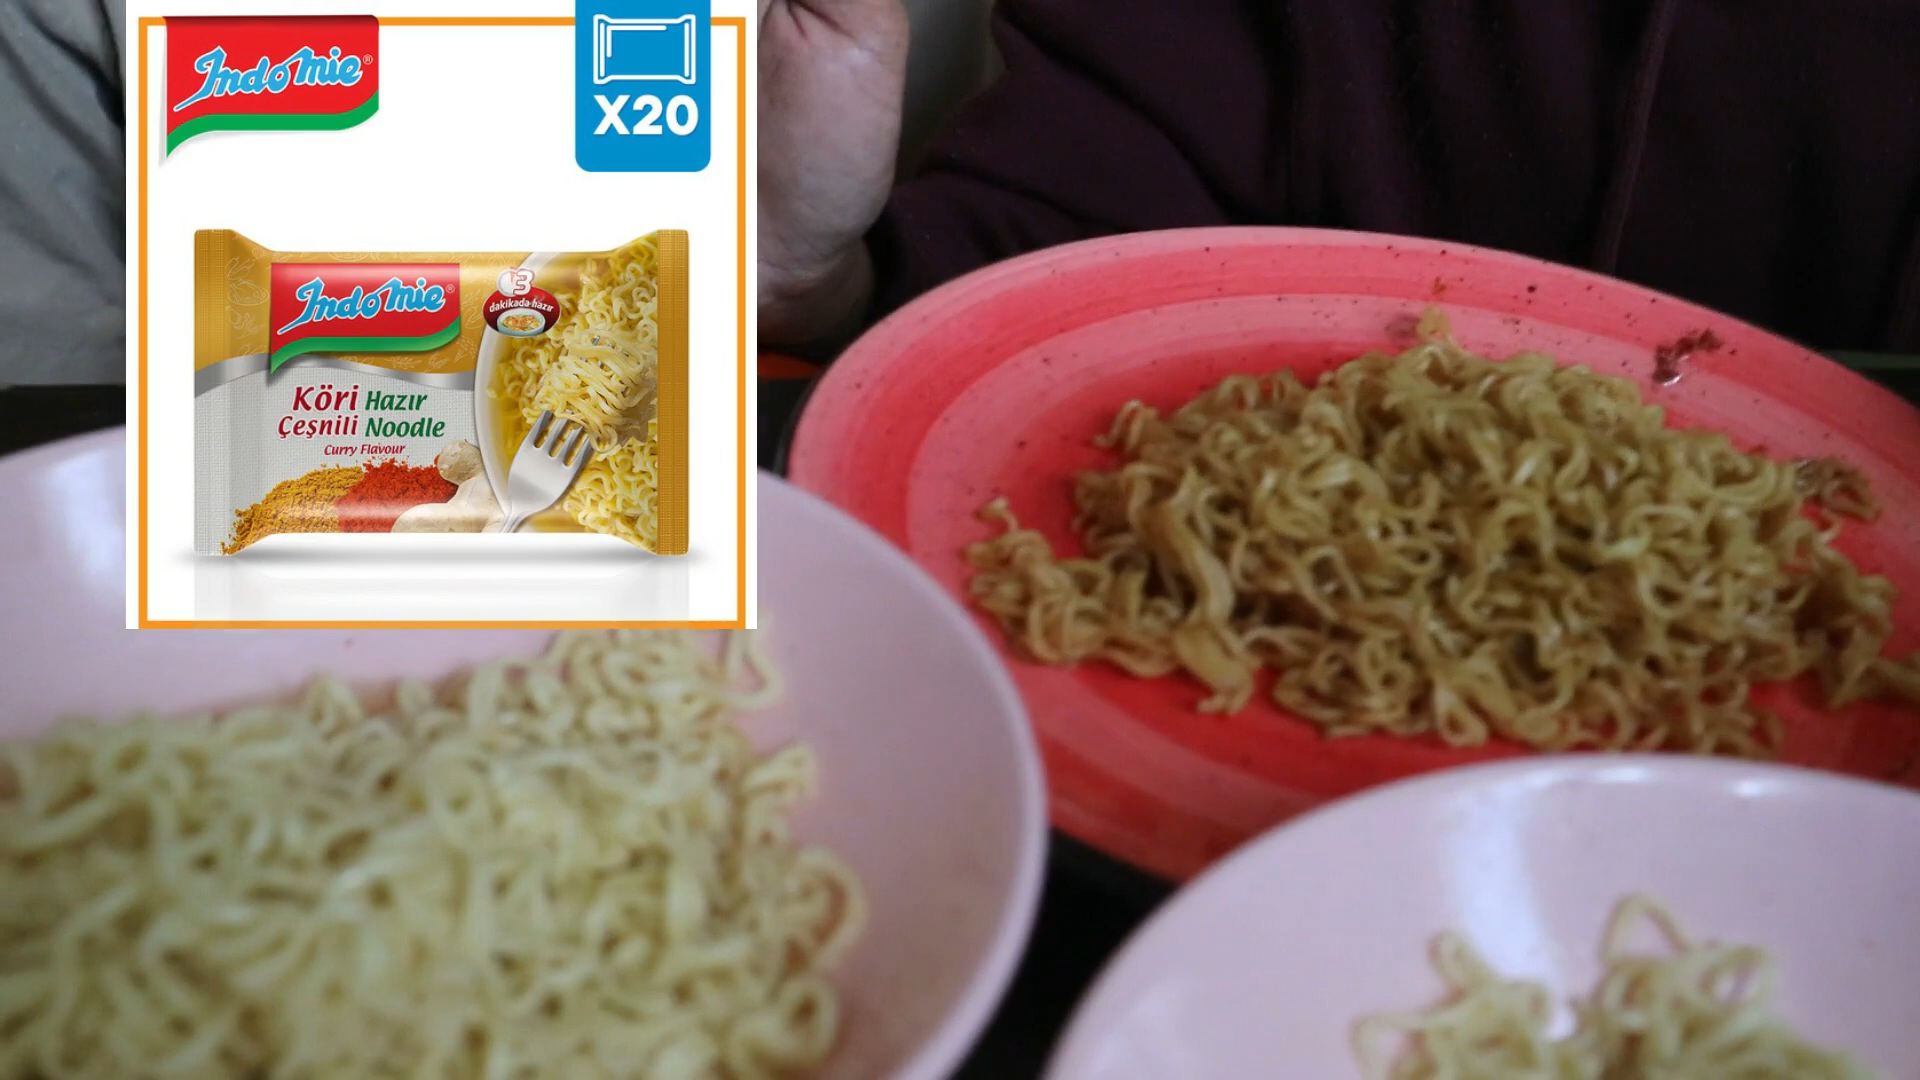 Indomie®
X20
Indomie®
3
dakikada hazır
Köri Hazır
Çeşnili Noodle
Curry Flavour